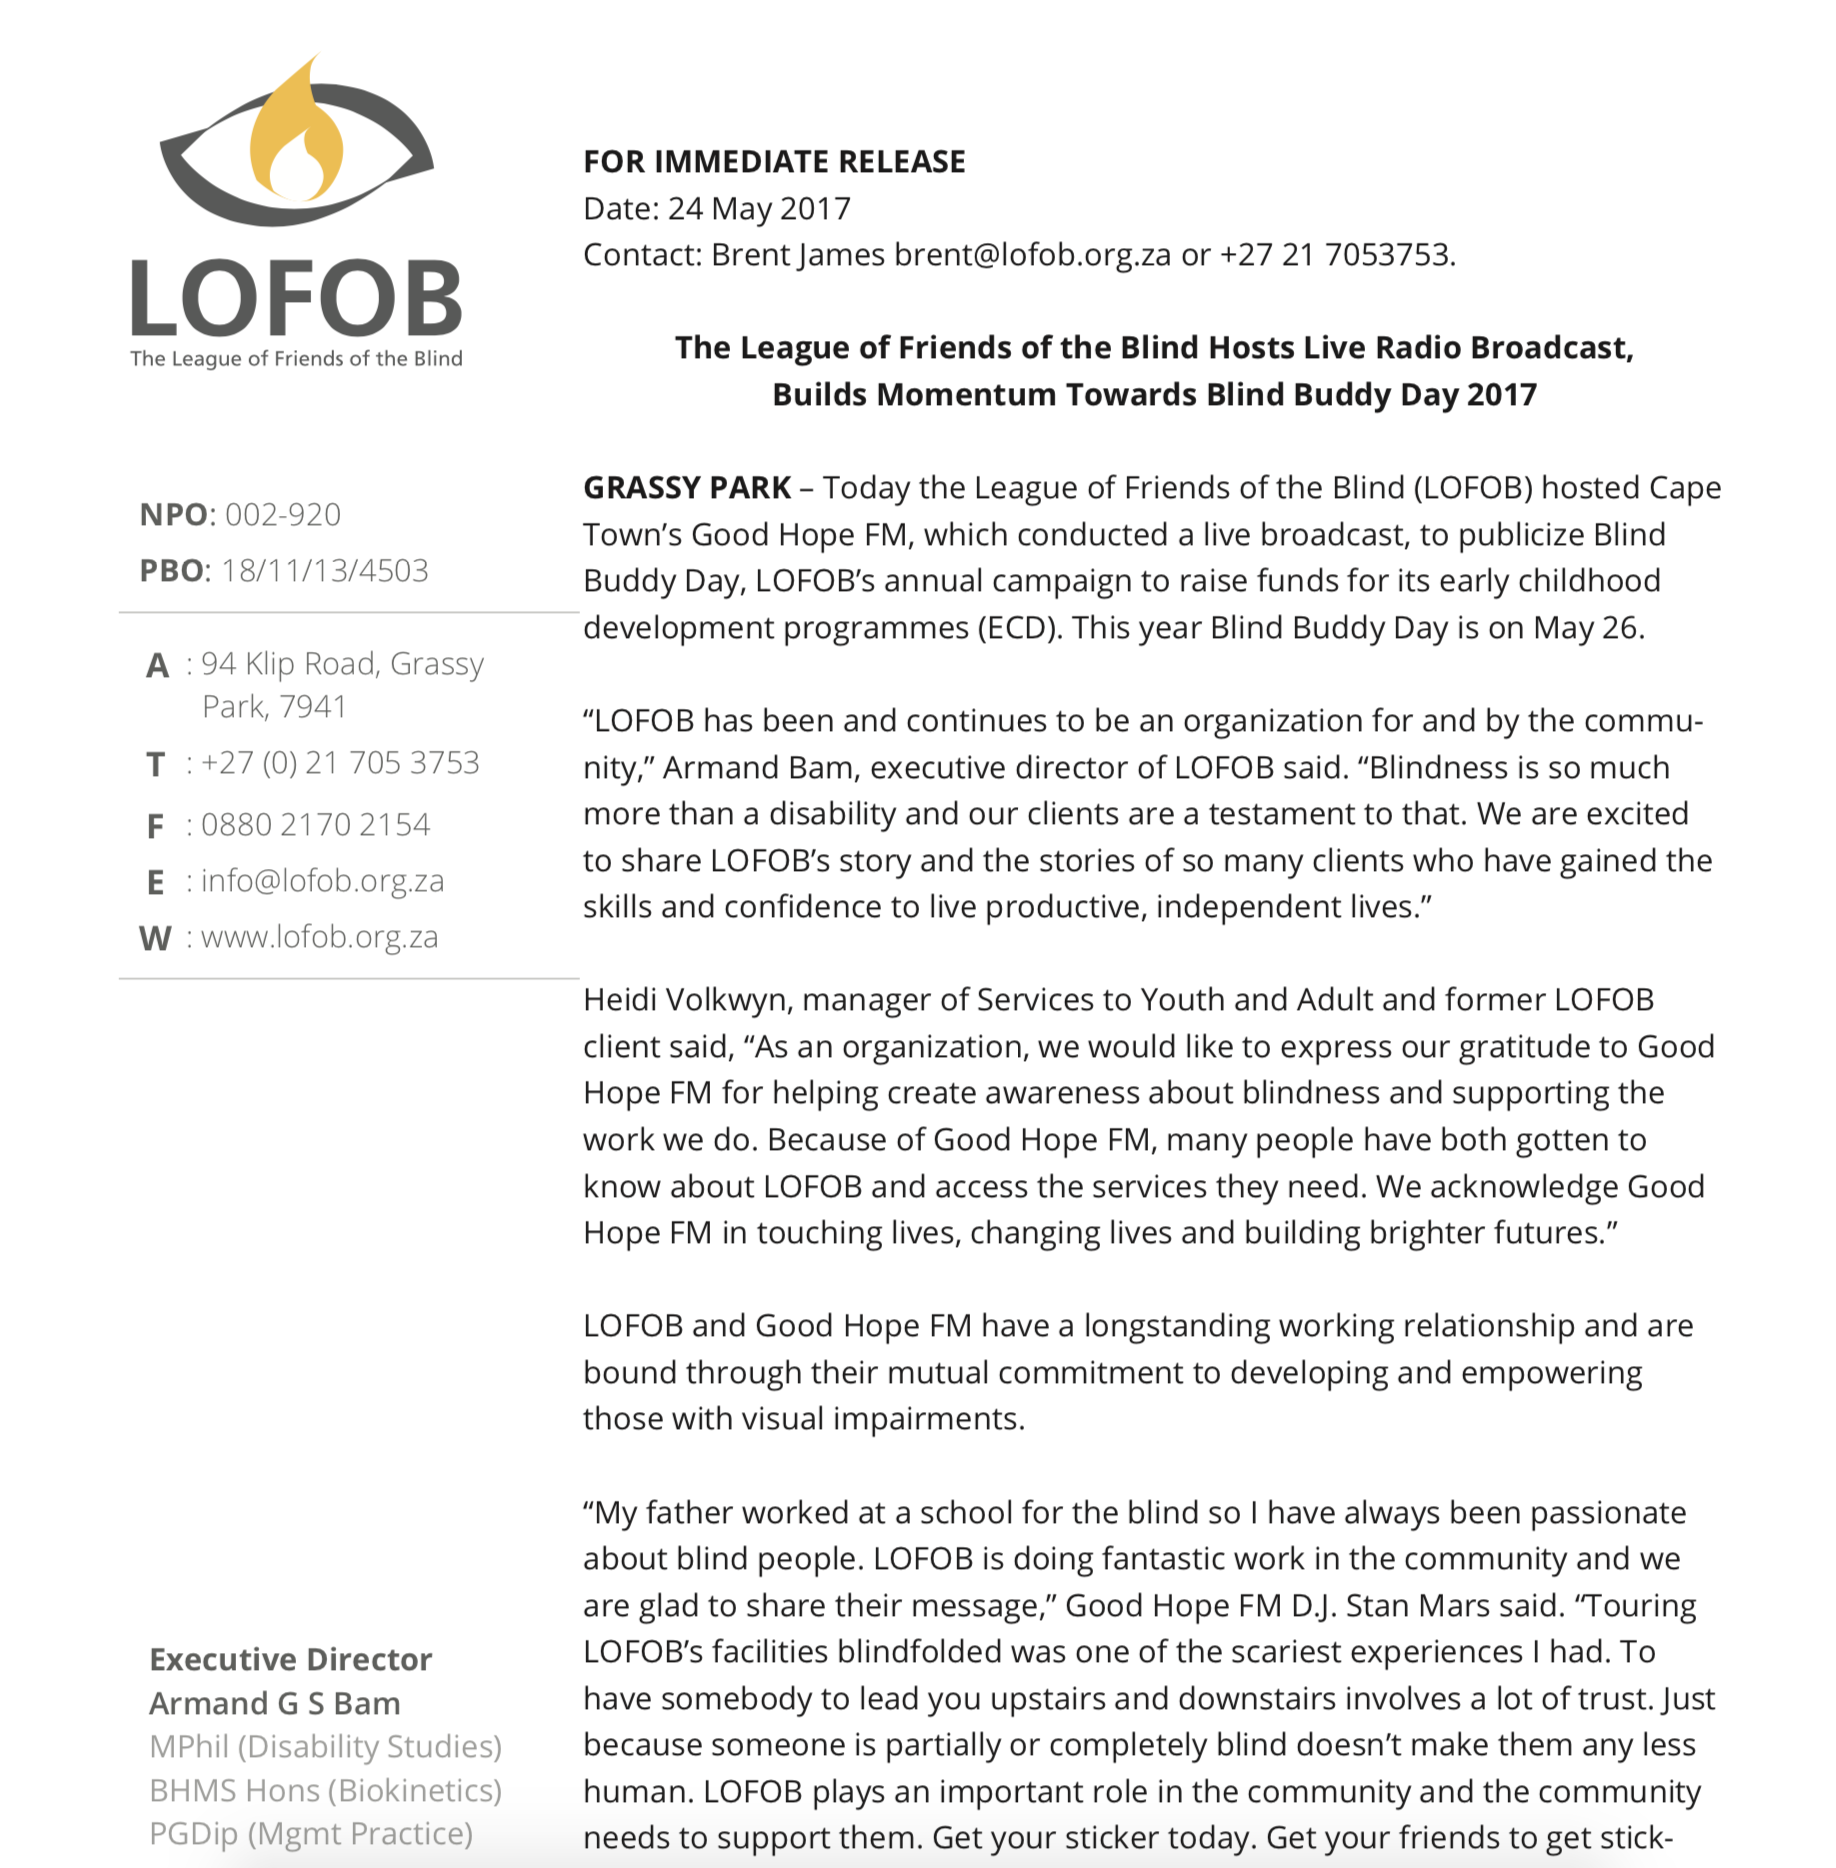 LOFOB
The League of Friends of the Blind
NPO: 002-920
PBO: 18/11/13/4503
A : 94 Klip Road, Grassy
Park, 7941
T : +27 (0) 21 705 3753
F : 0880 2170 2154
E : info@lofob.org.za
W : www.lofob.org.za
Executive Director
Armand G S Bam
MPhil (Disability Studies)
BHMS Hons (Biokinetics)
PGDip (Mgmt Practice)
FOR IMMEDIATE RELEASE
Date: 24 May 2017
Contact: Brent James brent@lofob.org.za or +27 21 7053753.
The League of Friends of the Blind Hosts Live Radio Broadcast,
Builds Momentum Towards Blind Buddy Day 2017
GRASSY PARK – Today the League of Friends of the Blind (LOFOB) hosted Cape
Town’s Good Hope FM, which conducted a live broadcast, to publicize Blind
Buddy Day, LOFOB’s annual campaign to raise funds for its early childhood
development programmes (ECD). This year Blind Buddy Day is on May 26.
“LOFOB has been and continues to be an organization for and by the commu-
nity,” Armand Bam, executive director of LOFOB said. “Blindness is so much
more than a disability and our clients are a testament to that. We are excited
to share LOFOB’s story and the stories of so many clients who have gained the
skills and confidence to live productive, independent lives.”
Heidi Volkwyn, manager of Services to Youth and Adult and former LOFOB
client said, “As an organization, we would like to express our gratitude to Good
Hope FM for helping create awareness about blindness and supporting the
work we do. Because of Good Hope FM, many people have both gotten to
know about LOFOB and access the services they need. We acknowledge Good
Hope FM in touching lives, changing lives and building brighter futures.”
LOFOB and Good Hope FM have a longstanding working relationship and are
bound through their mutual commitment to developing and empowering
those with visual impairments.
“My father worked at a school for the blind so I have always been passionate
about blind people. LOFOB is doing fantastic work in the community and we
are glad to share their message,” Good Hope FM D.J. Stan Mars said. “Touring
LOFOB’s facilities blindfolded was one of the scariest experiences I had. To
have somebody to lead you upstairs and downstairs involves a lot of trust. Just
because someone is partially or completely blind doesn’t make them any less
human. LOFOB plays an important role in the community and the community
needs to support them. Get your sticker today. Get your friends to get stick-